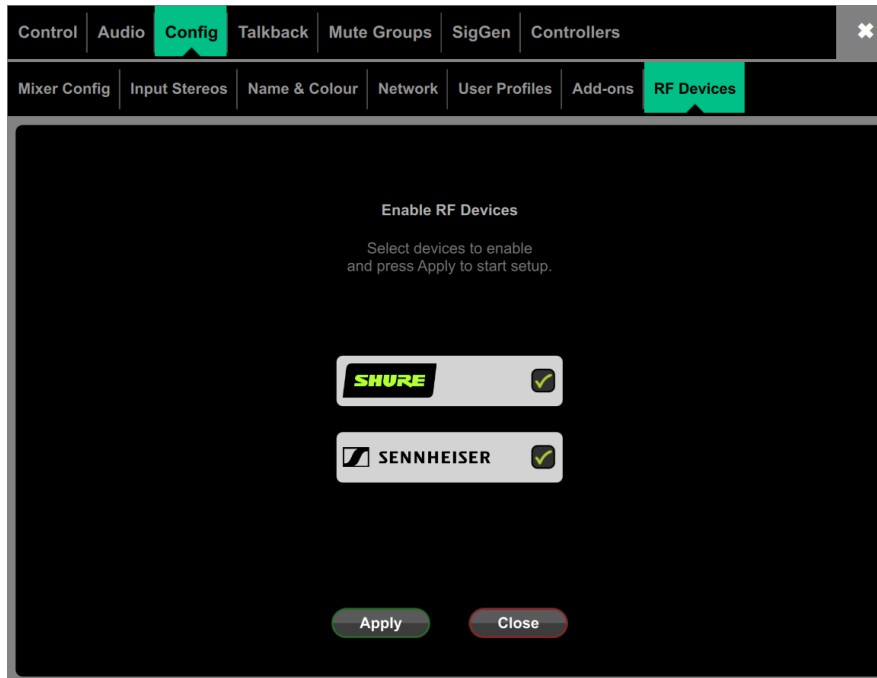 Control Audio Config Talkback Mute Groups SigGen Controllers
Mixer Config Input Stereos Name & Colour Network User Profiles Add-ons RF Devices
Enable RF Devices
Select devices to enable
and press Apply to start setup.
SHURE
SENNHEISER
Apply Close